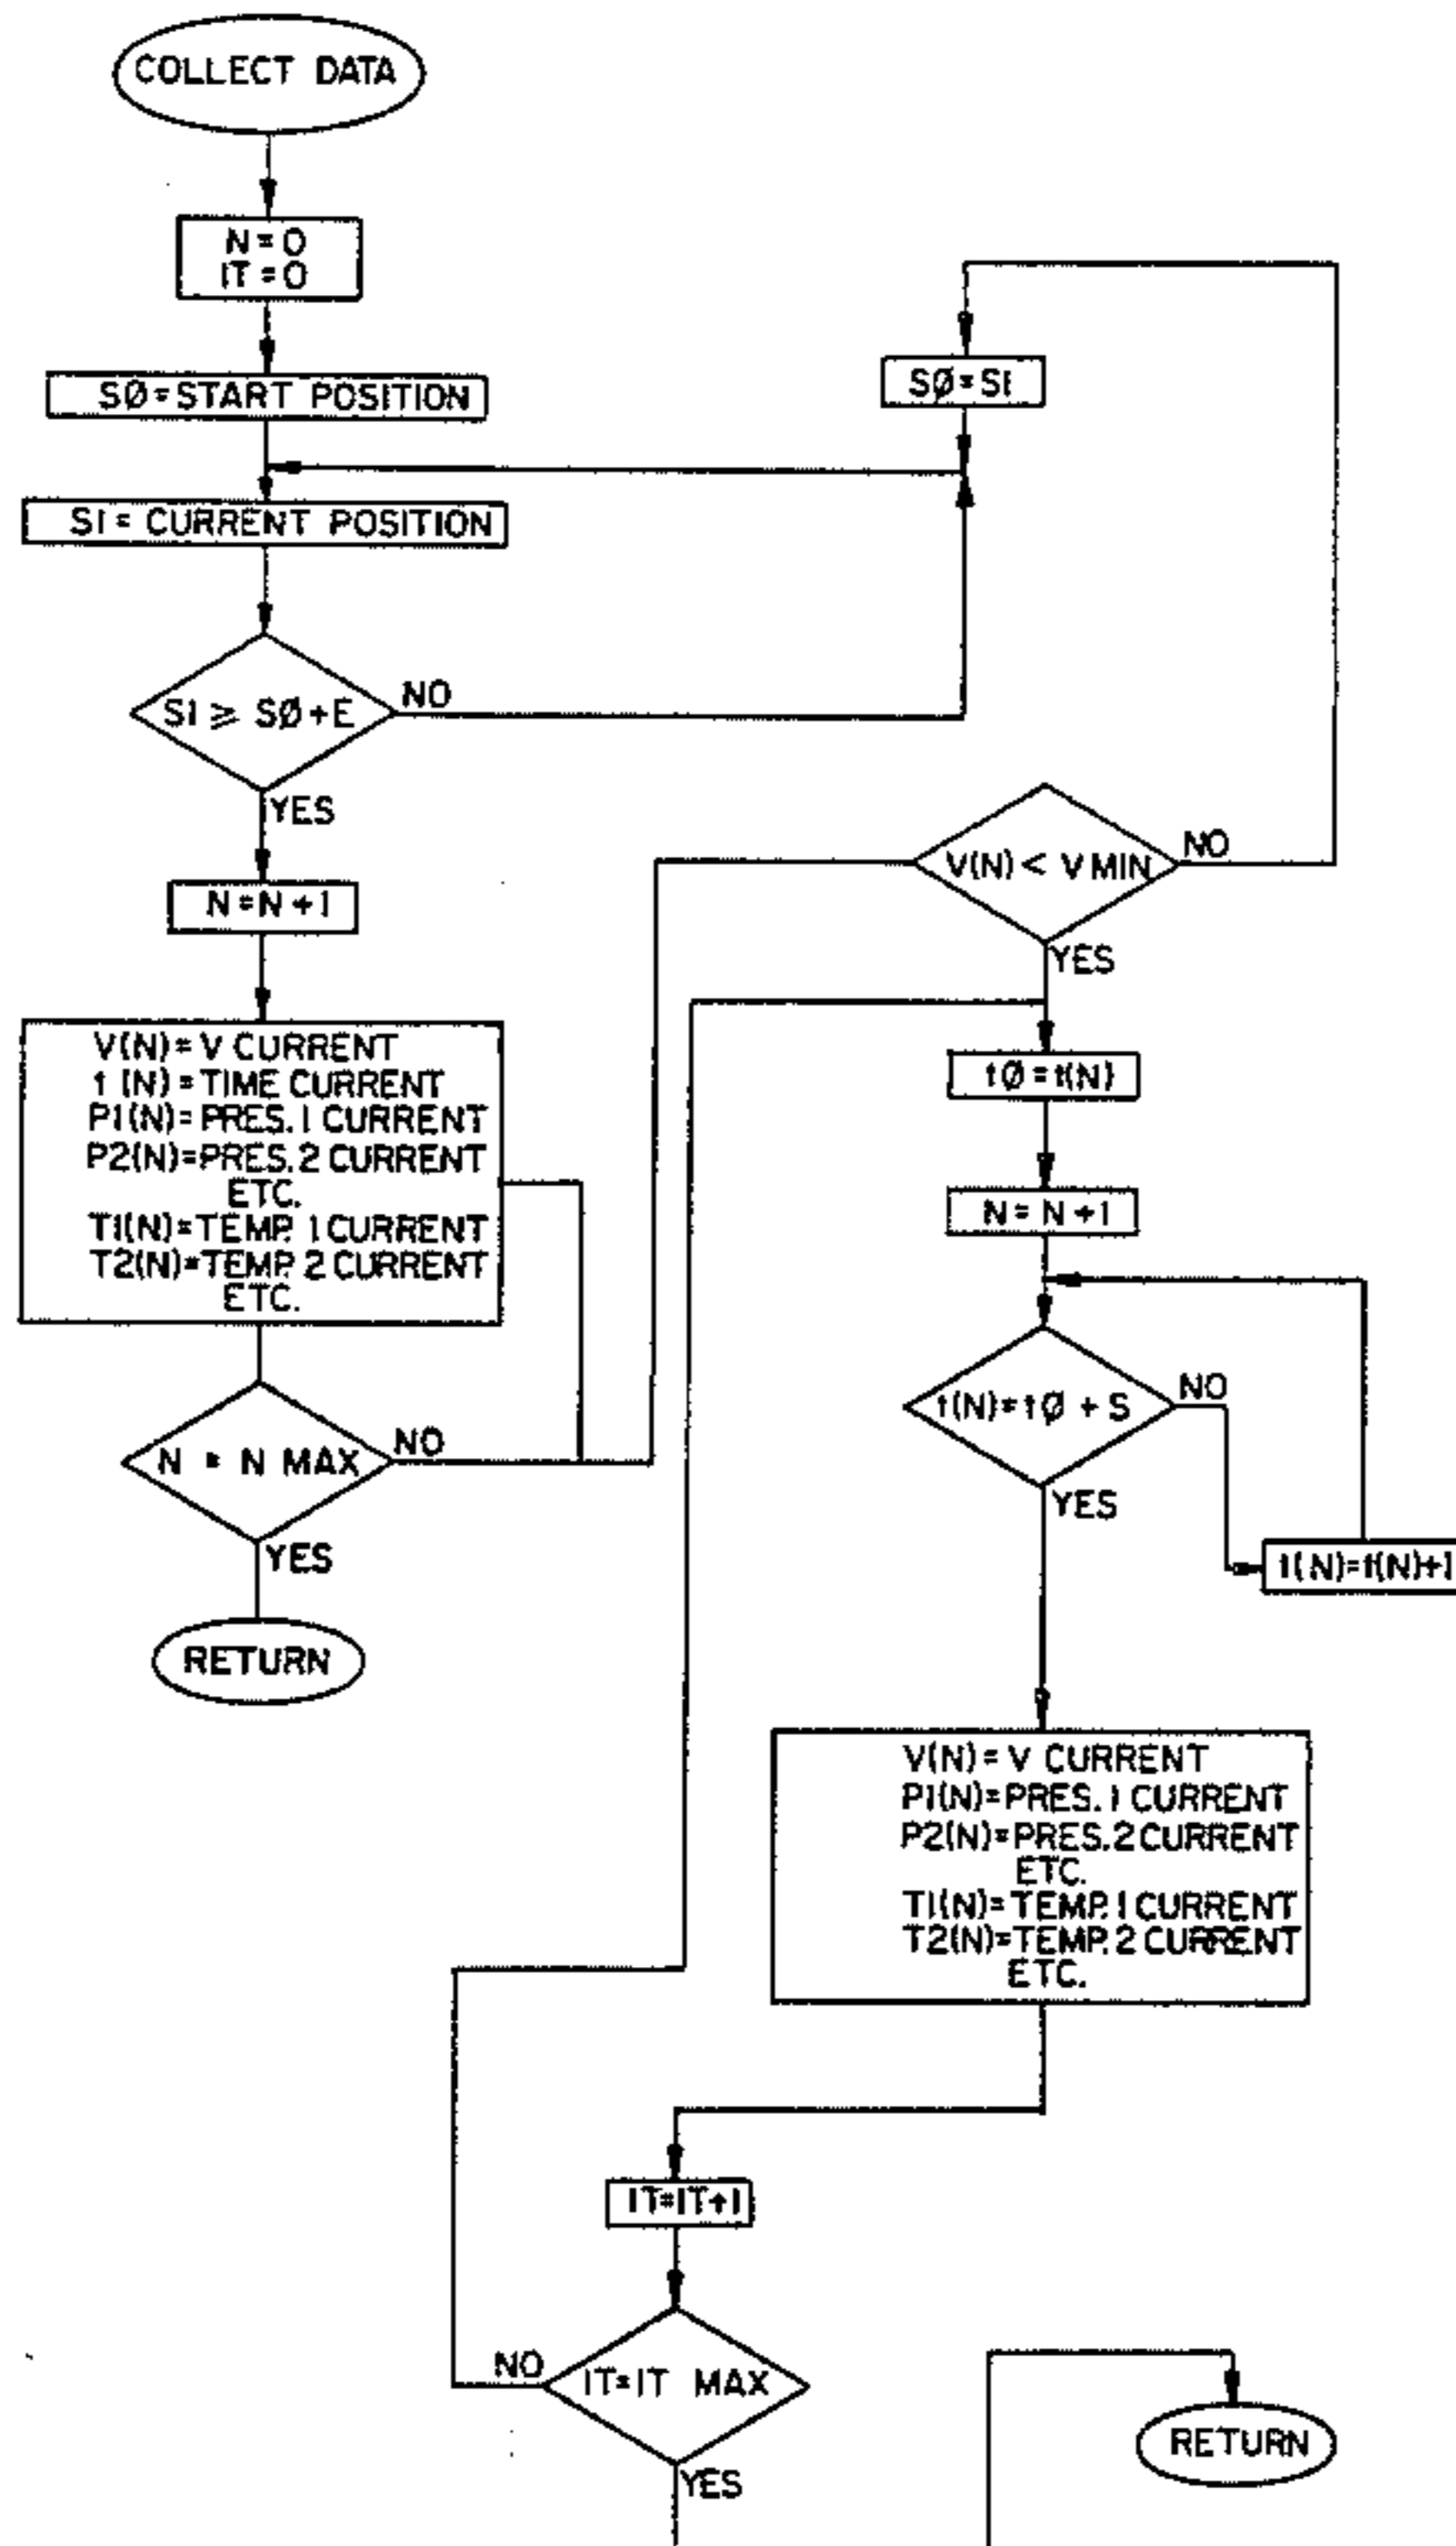 COLLECT DATA
N = 0
IT = 0
SØ = START POSITION
SØ = S1
S1 = CURRENT POSITION
S1 ≥ SØ + E
NO
YES
N = N + 1
V(N) < V MIN
NO
YES
V(N) = V CURRENT
t (N) = TIME CURRENT
P1(N) = PRES. 1 CURRENT
P2(N) = PRES. 2 CURRENT
ETC.
T1(N) = TEMP. 1 CURRENT
T2(N) = TEMP. 2 CURRENT
ETC.
tØ = t(N)
N = N + 1
N = N MAX
NO
YES
RETURN
t(N) = tØ + S
NO
YES
t(N) = t(N)+1
V(N) = V CURRENT
P1(N) = PRES. 1 CURRENT
P2(N) = PRES. 2 CURRENT
ETC.
T1(N) = TEMP. 1 CURRENT
T2(N) = TEMP. 2 CURRENT
ETC.
IT = IT + 1
IT = IT MAX
NO
YES
RETURN